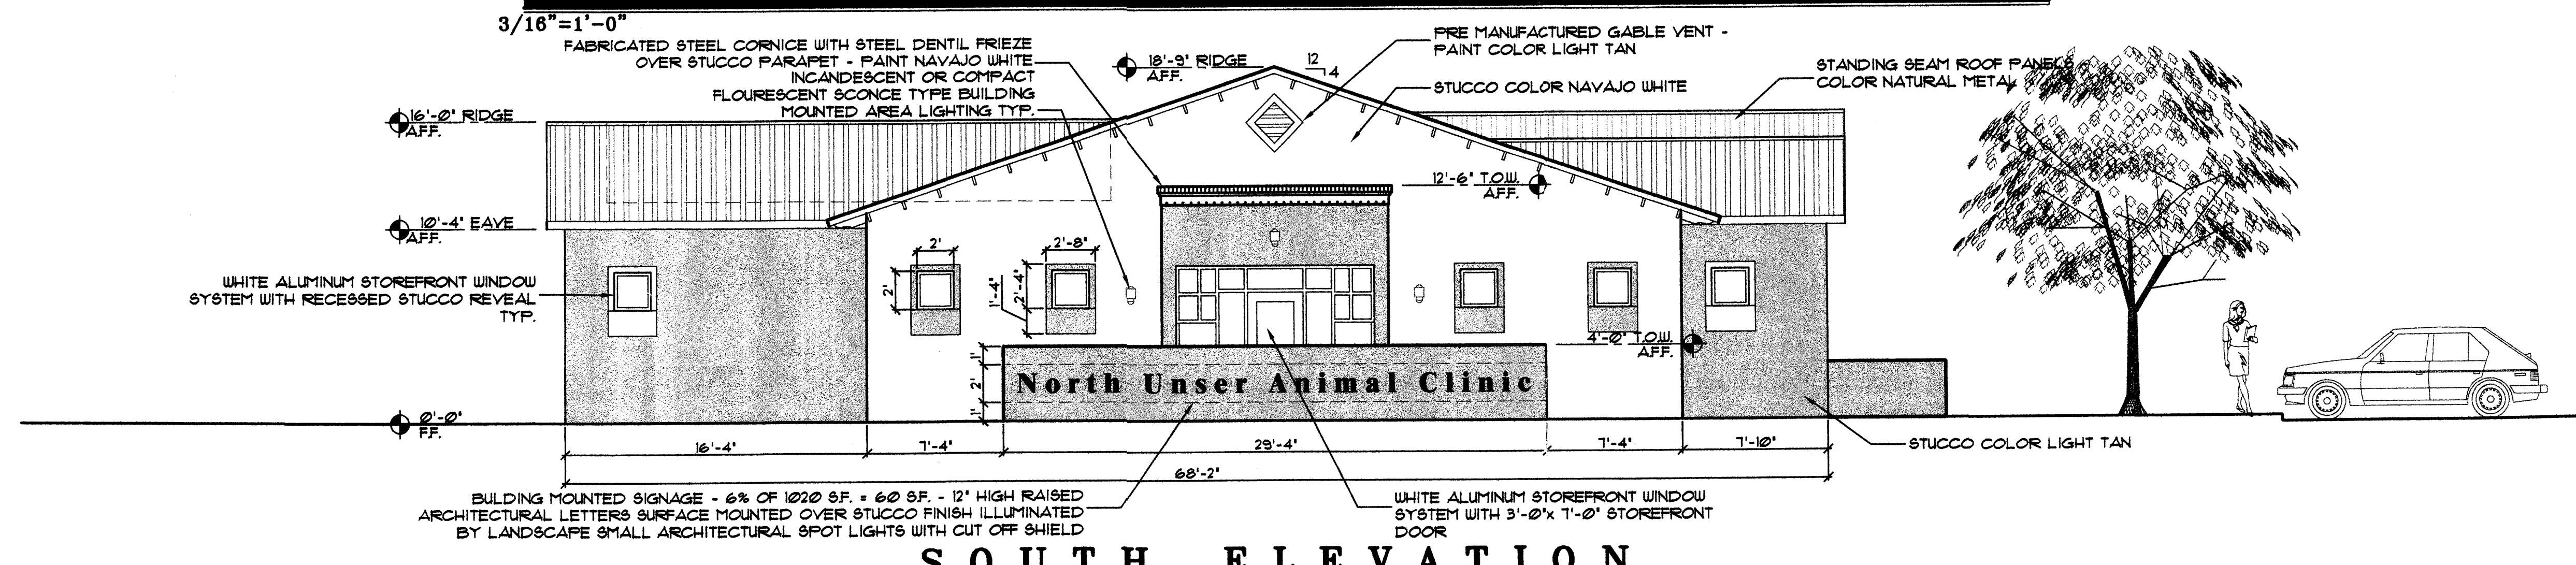 3/16"=1'-0"
FABRICATED STEEL CORNICE WITH STEEL DENTIL FRIEZE
OVER STUCCO PARAPET - PAINT NAVAJO WHITE
INCANDESCENT OR COMPACT
FLOURESCENT SCONCE TYPE BUILDING
MOUNTED AREA LIGHTING TYP.
18'-9" RIDGE
AFF.
12
4
PRE MANUFACTURED GABLE VENT -
PAINT COLOR LIGHT TAN
STUCCO COLOR NAVAJO WHITE
STANDING SEAM ROOF PANELS
COLOR NATURAL METAL
16'-0" RIDGE
AFF.
12'-6" T.O.W.
AFF.
10'-4" EAVE
AFF.
2'
2'-8"
2'
1'-4"
2'-4"
WHITE ALUMINUM STOREFRONT WINDOW
SYSTEM WITH RECESSED STUCCO REVEAL
TYP.
4'-0" T.O.W.
AFF.
1'
2'
1'
North Unser Animal Clinic
0'-0"
F.F.
16'-4"
7'-4"
29'-4"
7'-4"
7'-10"
68'-2"
STUCCO COLOR LIGHT TAN
BULDING MOUNTED SIGNAGE - 6% OF 1020 S.F. = 60 S.F. - 12" HIGH RAISED
ARCHITECTURAL LETTERS SURFACE MOUNTED OVER STUCCO FINISH ILLUMINATED
BY LANDSCAPE SMALL ARCHITECTURAL SPOT LIGHTS WITH CUT OFF SHIELD
WHITE ALUMINUM STOREFRONT WINDOW
SYSTEM WITH 3'-0"x 7'-0" STOREFRONT
DOOR
SOUTH ELEVATION